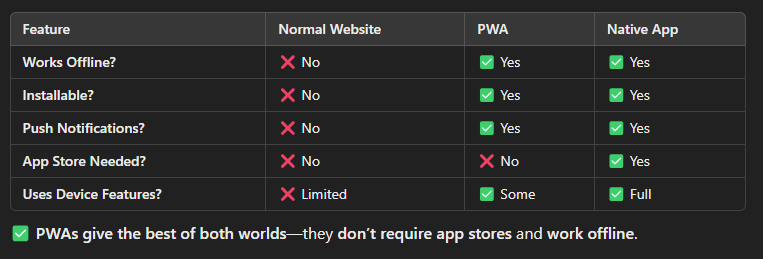 Feature Normal Website PWA Native App
Works Offline? ❌ No ✅ Yes ✅ Yes
Installable? ❌ No ✅ Yes ✅ Yes
Push Notifications? ❌ No ✅ Yes ✅ Yes
App Store Needed? ❌ No ❌ No ✅ Yes
Uses Device Features? ❌ Limited ✅ Some ✅ Full
✅ PWAs give the best of both worlds—they don’t require app stores and work offline.